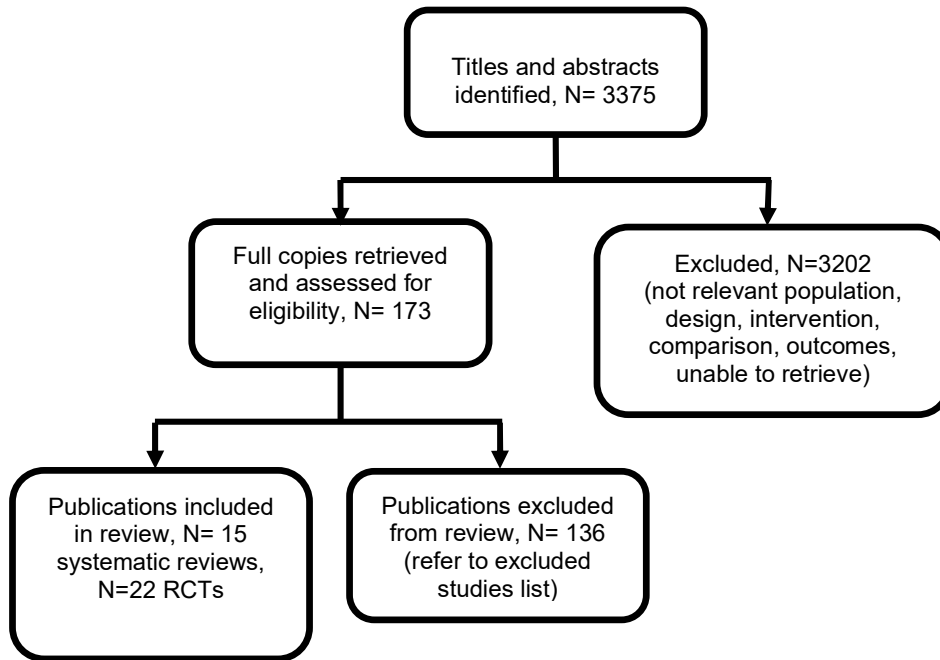 Titles and abstracts
identified, N= 3375
Full copies retrieved
and assessed for
eligibility, N= 173
Excluded, N=3202
(not relevant population,
design, intervention,
comparison, outcomes,
unable to retrieve)
Publications included
in review, N= 15
systematic reviews,
N=22 RCTs
Publications excluded
from review, N= 136
(refer to excluded
studies list)